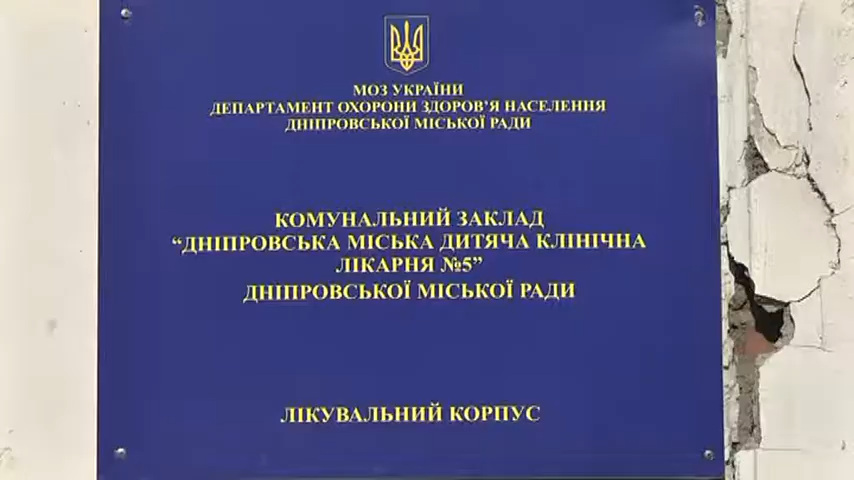 МОЗ УКРАЇНИ
ДЕПАРТАМЕНТ ОХОРОНИ ЗДОРОВ'Я НАСЕЛЕННЯ
ДНІПРОВСЬКОЇ МІСЬКОЇ РАДИ
КОМУНАЛЬНИЙ ЗАКЛАД
“ДНІПРОВСЬКА МІСЬКА ДИТЯЧА КЛІНІЧНА
ЛІКАРНЯ №5”
ДНІПРОВСЬКОЇ МІСЬКОЇ РАДИ
ЛІКУВАЛЬНИЙ КОРПУС